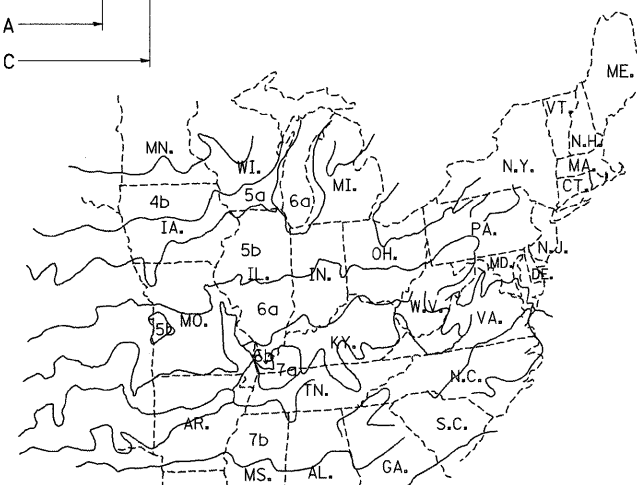 A
C
ME.
VT.
MN.
N.H.
WI.
N.Y.
MA.
MI.
CT.
4b
5a
6a
IA.
PA.
5b
OH.
N.J.
IL.
IN.
MD.
DE.
6a
W.V.
MO.
VA.
5b
KY.
6b
7a
N.C.
TN.
AR.
S.C.
7b
GA.
MS.
AL.